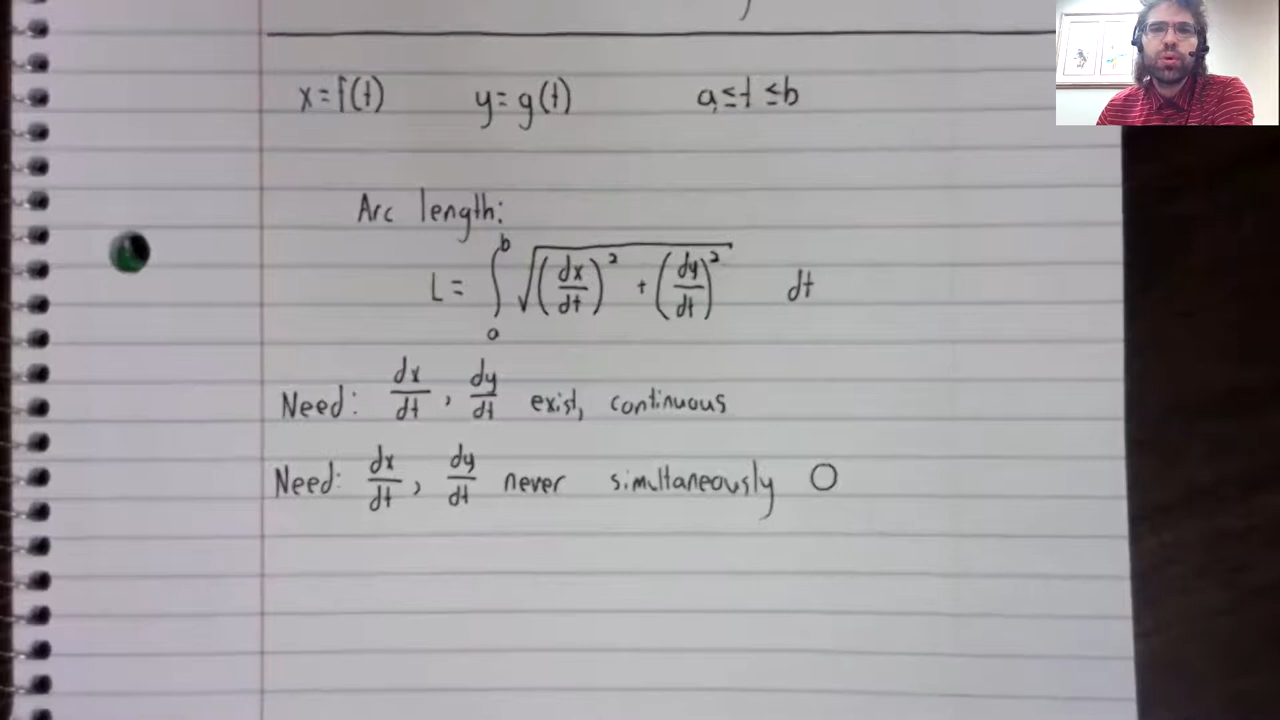 x=f(t) y=g(t) a≤t≤b
Arc length:
L = ∫_a^b √((dx/dt)² + (dy/dt)²) dt
Need: dx/dt, dy/dt exist, continuous
Need: dx/dt, dy/dt never simultaneously 0